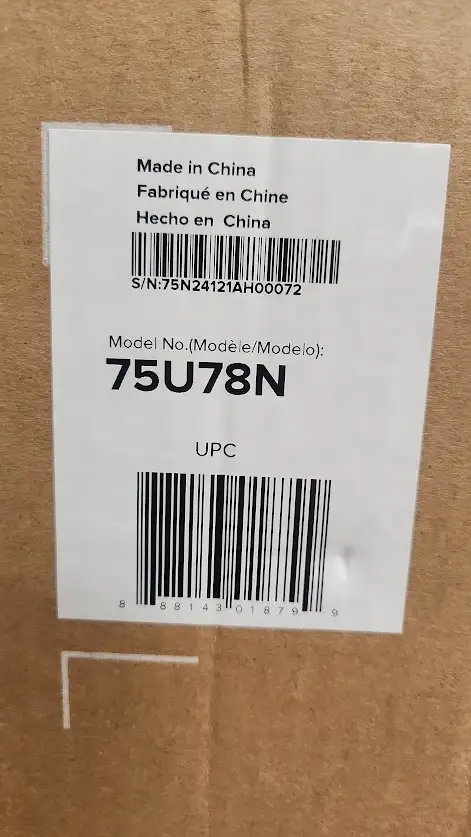 Made in China
Fabriqué en Chine
Hecho en China
S/N:75N24121AH00072
Model No.(Modèle/Modelo):
75U78N
UPC
8 88143 01879 9